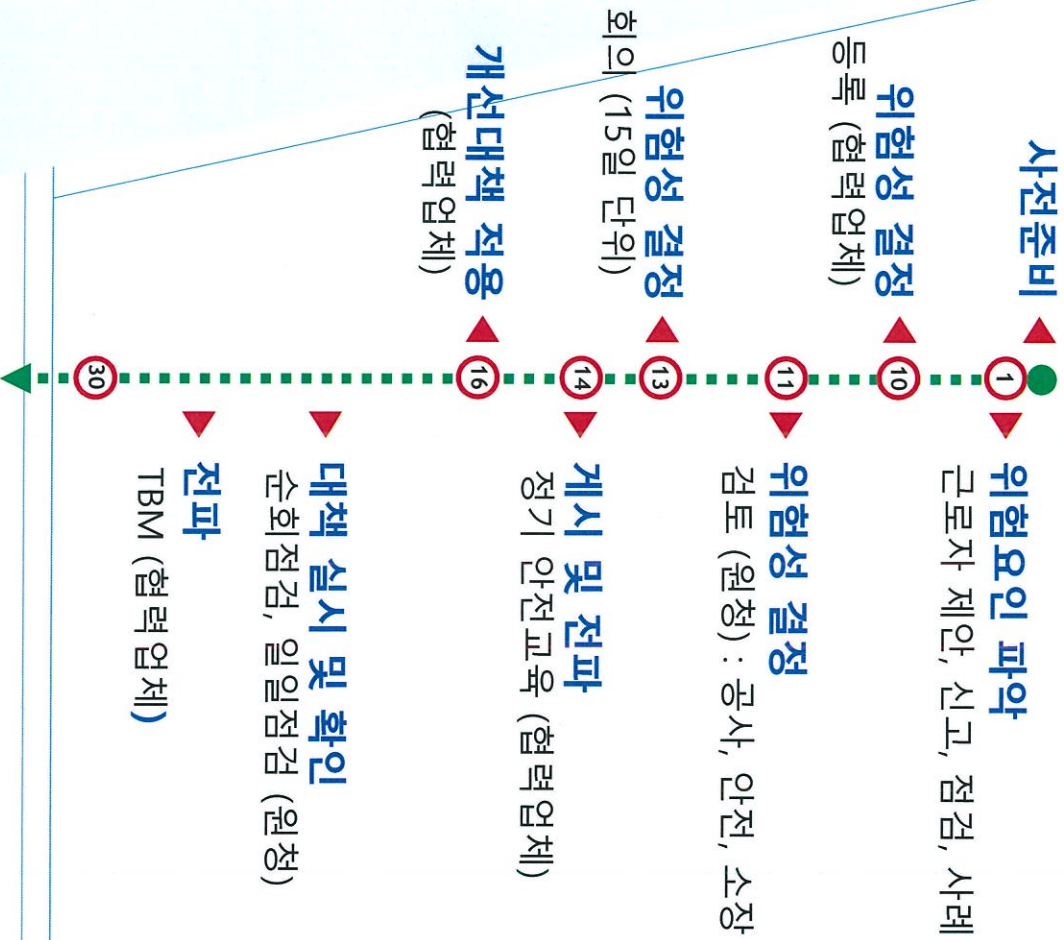 사전준비
1
위험요인 파악
근로자 제안, 신고, 점검, 사례
10
위험성 결정
등록 (협력업체)
11
위험성 결정
검토 (원청) : 공사, 안전, 소장
13
위험성 결정
회의 (15일 단위)
14
게시 및 전파
정기 안전교육 (협력업체)
16
개선대책 적용
(협력업체)
대책 실시 및 확인
순회점검, 일일점검 (원청)
전파
TBM (협력업체)
30